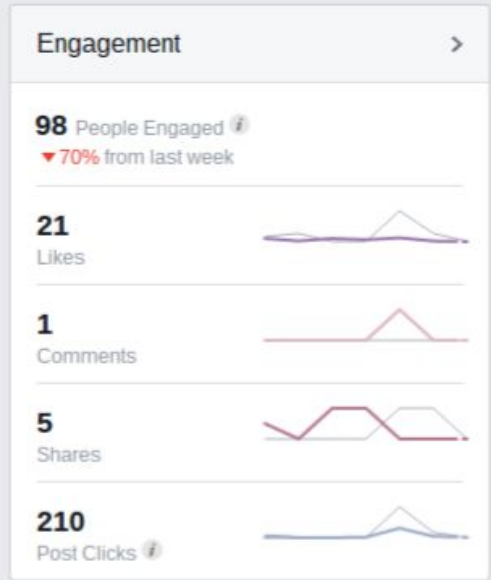 Engagement
98 People Engaged i
70% from last week
21
Likes
1
Comments
5
Shares
210
Post Clicks i